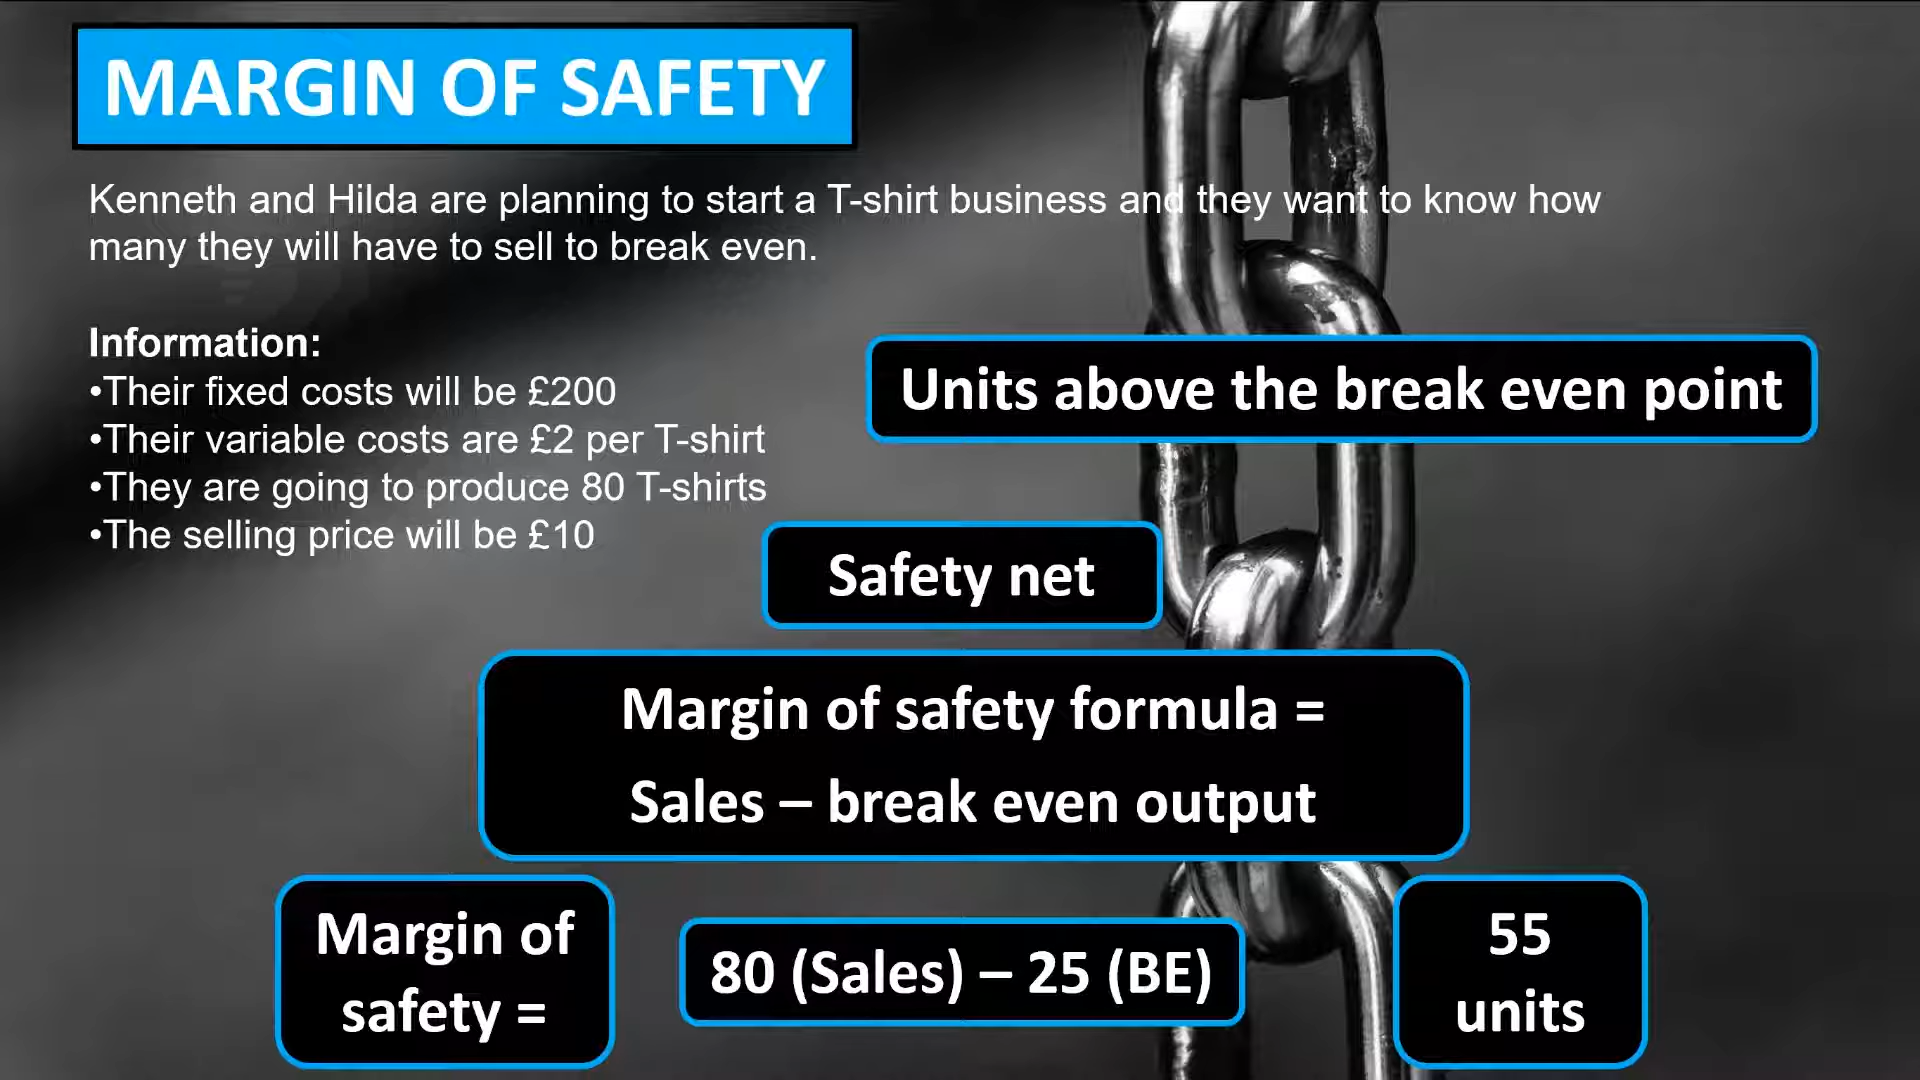 MARGIN OF SAFETY
Kenneth and Hilda are planning to start a T-shirt business and they want to know how
many they will have to sell to break even.
Information:
•Their fixed costs will be £200
•Their variable costs are £2 per T-shirt
•They are going to produce 80 T-shirts
•The selling price will be £10
Units above the break even point
Safety net
Margin of safety formula =
Sales – break even output
Margin of
safety =
80 (Sales) – 25 (BE)
55
units